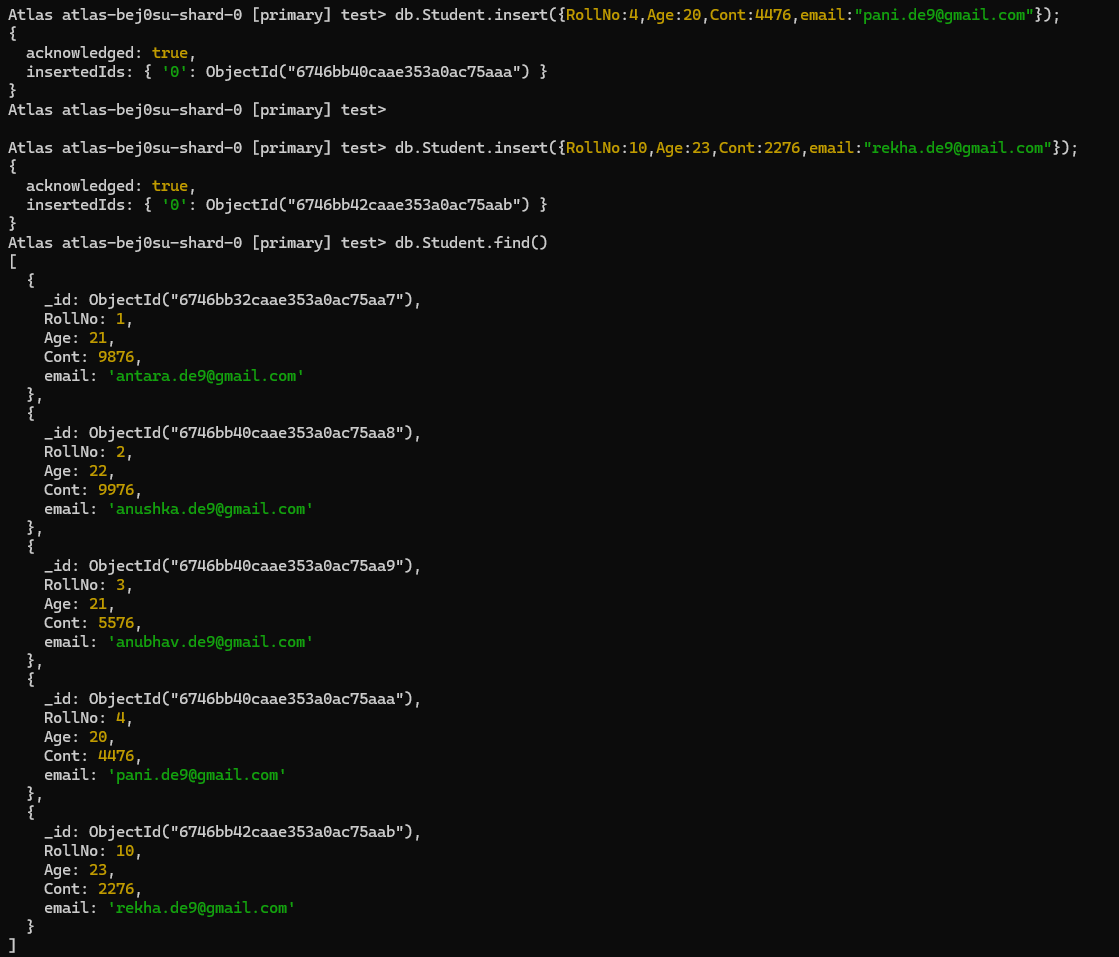 Atlas atlas-bej0su-shard-0 [primary] test> db.Student.insert({RollNo:4,Age:20,Cont:4476,email:"pani.de9@gmail.com"});
{
  acknowledged: true,
  insertedIds: { '0': ObjectId("6746bb40caae353a0ac75aaa") }
}
Atlas atlas-bej0su-shard-0 [primary] test>

Atlas atlas-bej0su-shard-0 [primary] test> db.Student.insert({RollNo:10,Age:23,Cont:2276,email:"rekha.de9@gmail.com"});
{
  acknowledged: true,
  insertedIds: { '0': ObjectId("6746bb42caae353a0ac75aab") }
}
Atlas atlas-bej0su-shard-0 [primary] test> db.Student.find()
[
  {
    _id: ObjectId("6746bb32caae353a0ac75aa7"),
    RollNo: 1,
    Age: 21,
    Cont: 9876,
    email: 'antara.de9@gmail.com'
  },
  {
    _id: ObjectId("6746bb40caae353a0ac75aa8"),
    RollNo: 2,
    Age: 22,
    Cont: 9976,
    email: 'anushka.de9@gmail.com'
  },
  {
    _id: ObjectId("6746bb40caae353a0ac75aa9"),
    RollNo: 3,
    Age: 21,
    Cont: 5576,
    email: 'anubhav.de9@gmail.com'
  },
  {
    _id: ObjectId("6746bb40caae353a0ac75aaa"),
    RollNo: 4,
    Age: 20,
    Cont: 4476,
    email: 'pani.de9@gmail.com'
  },
  {
    _id: ObjectId("6746bb42caae353a0ac75aab"),
    RollNo: 10,
    Age: 23,
    Cont: 2276,
    email: 'rekha.de9@gmail.com'
  }
]